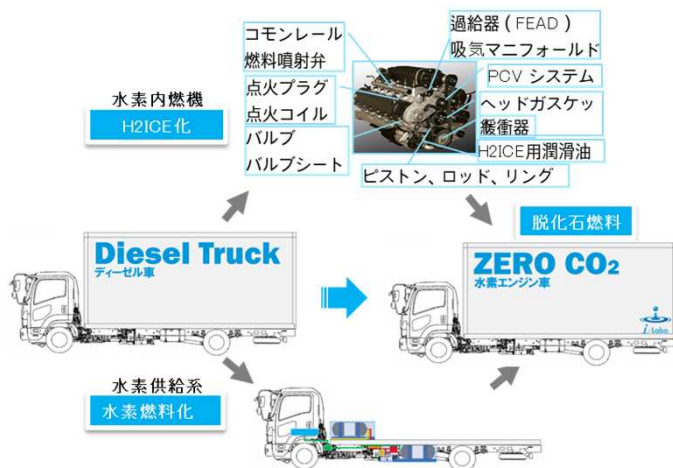 コモンレール
燃料噴射弁
点火プラグ
点火コイル
バルブ
バルブシート
過給器(FEAD)
吸気マニフォールド
PCV システム
ヘッドガスケッ
緩衝器
H2ICE用潤滑油
ピストン、ロッド、リング
水素内燃機
H2ICE化
脱化石燃料
Diesel Truck
ディーゼル車
ZERO CO2
水素エンジン車
i-Labo
水素供給系
水素燃料化